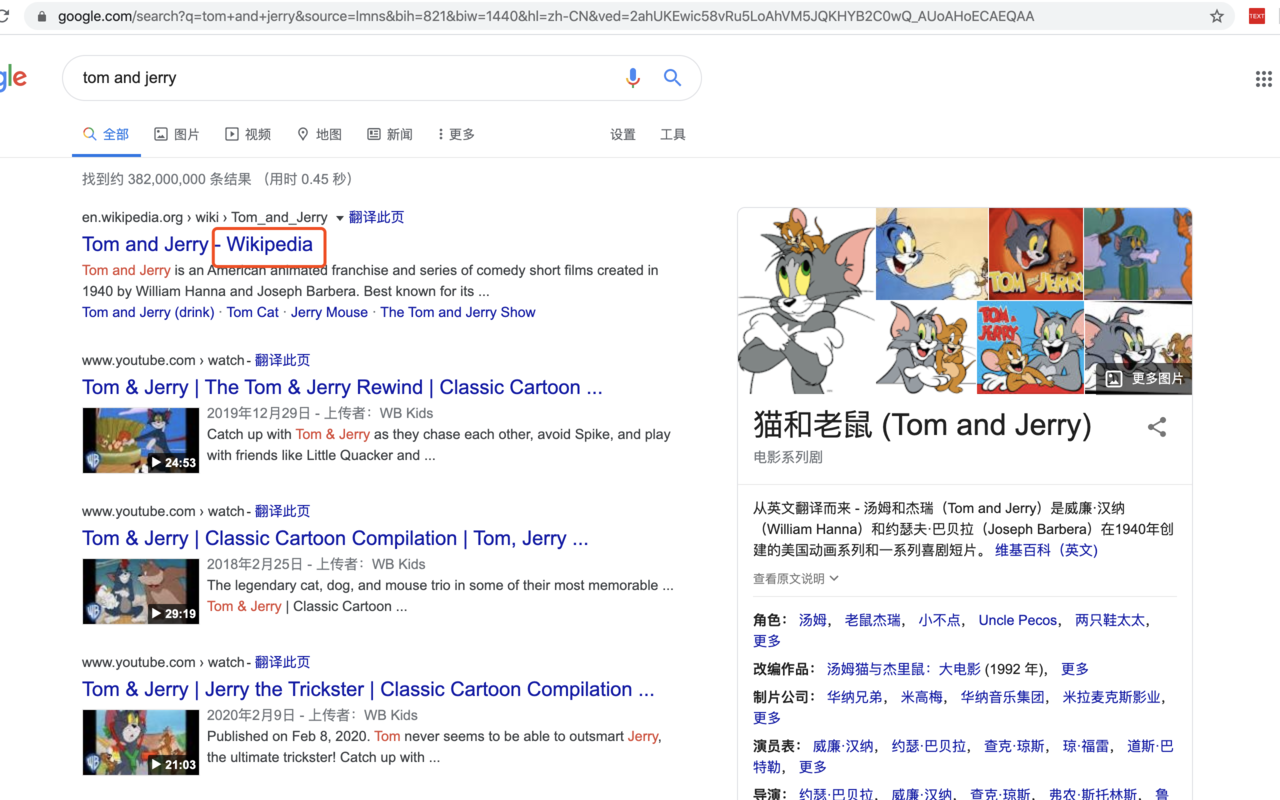 google.com/search?q=tom+and+jerry&source=lmns&bih=821&biw=1440&hl=zh-CN&ved=2ahUKEwic58vRu5LoAhVM5JQKHYB2C0wQ_AUoAHoECAEQAA
TEXT
gle
tom and jerry
全部 图片 视频 地图 新闻 更多 设置 工具
找到约 382,000,000 条结果 （用时 0.45 秒）
en.wikipedia.org › wiki › Tom_and_Jerry 翻译此页
Tom and Jerry - Wikipedia
Tom and Jerry is an American animated franchise and series of comedy short films created in
1940 by William Hanna and Joseph Barbera. Best known for its ...
Tom and Jerry (drink) · Tom Cat · Jerry Mouse · The Tom and Jerry Show
www.youtube.com › watch - 翻译此页
Tom & Jerry | The Tom & Jerry Rewind | Classic Cartoon ...
2019年12月29日 - 上传者：WB Kids
Catch up with Tom & Jerry as they chase each other, avoid Spike, and play
with friends like Little Quacker and ...
24:53
www.youtube.com › watch - 翻译此页
Tom & Jerry | Classic Cartoon Compilation | Tom, Jerry ...
2018年2月25日 - 上传者：WB Kids
The legendary cat, dog, and mouse trio in some of their most memorable ...
Tom & Jerry | Classic Cartoon ...
29:19
www.youtube.com › watch - 翻译此页
Tom & Jerry | Jerry the Trickster | Classic Cartoon Compilation ...
2020年2月9日 - 上传者：WB Kids
Published on Feb 8, 2020. Tom never seems to be able to outsmart Jerry,
the ultimate trickster! Catch up with ...
21:03
TOM and JERRY
TOM & JERRY
更多图片
猫和老鼠 (Tom and Jerry)
电影系列剧
从英文翻译而来 - 汤姆和杰瑞（Tom and Jerry）是威廉·汉纳
（William Hanna）和约瑟夫·巴贝拉（Joseph Barbera）在1940年创
建的美国动画系列和一系列喜剧短片。 维基百科（英文)
查看原文说明
角色： 汤姆， 老鼠杰瑞， 小不点， Uncle Pecos， 两只鞋太太，
更多
改编作品： 汤姆猫与杰里鼠：大电影 (1992 年)， 更多
制片公司： 华纳兄弟， 米高梅， 华纳音乐集团， 米拉麦克斯影业，
更多
演员表： 威廉·汉纳， 约瑟·巴贝拉， 查克·琼斯， 琼·福雷， 道斯·巴
特勒， 更多
导演： 约瑟·巴贝拉， 威廉·汉纳， 查克·琼斯， 弗农·斯托林斯， 鲁